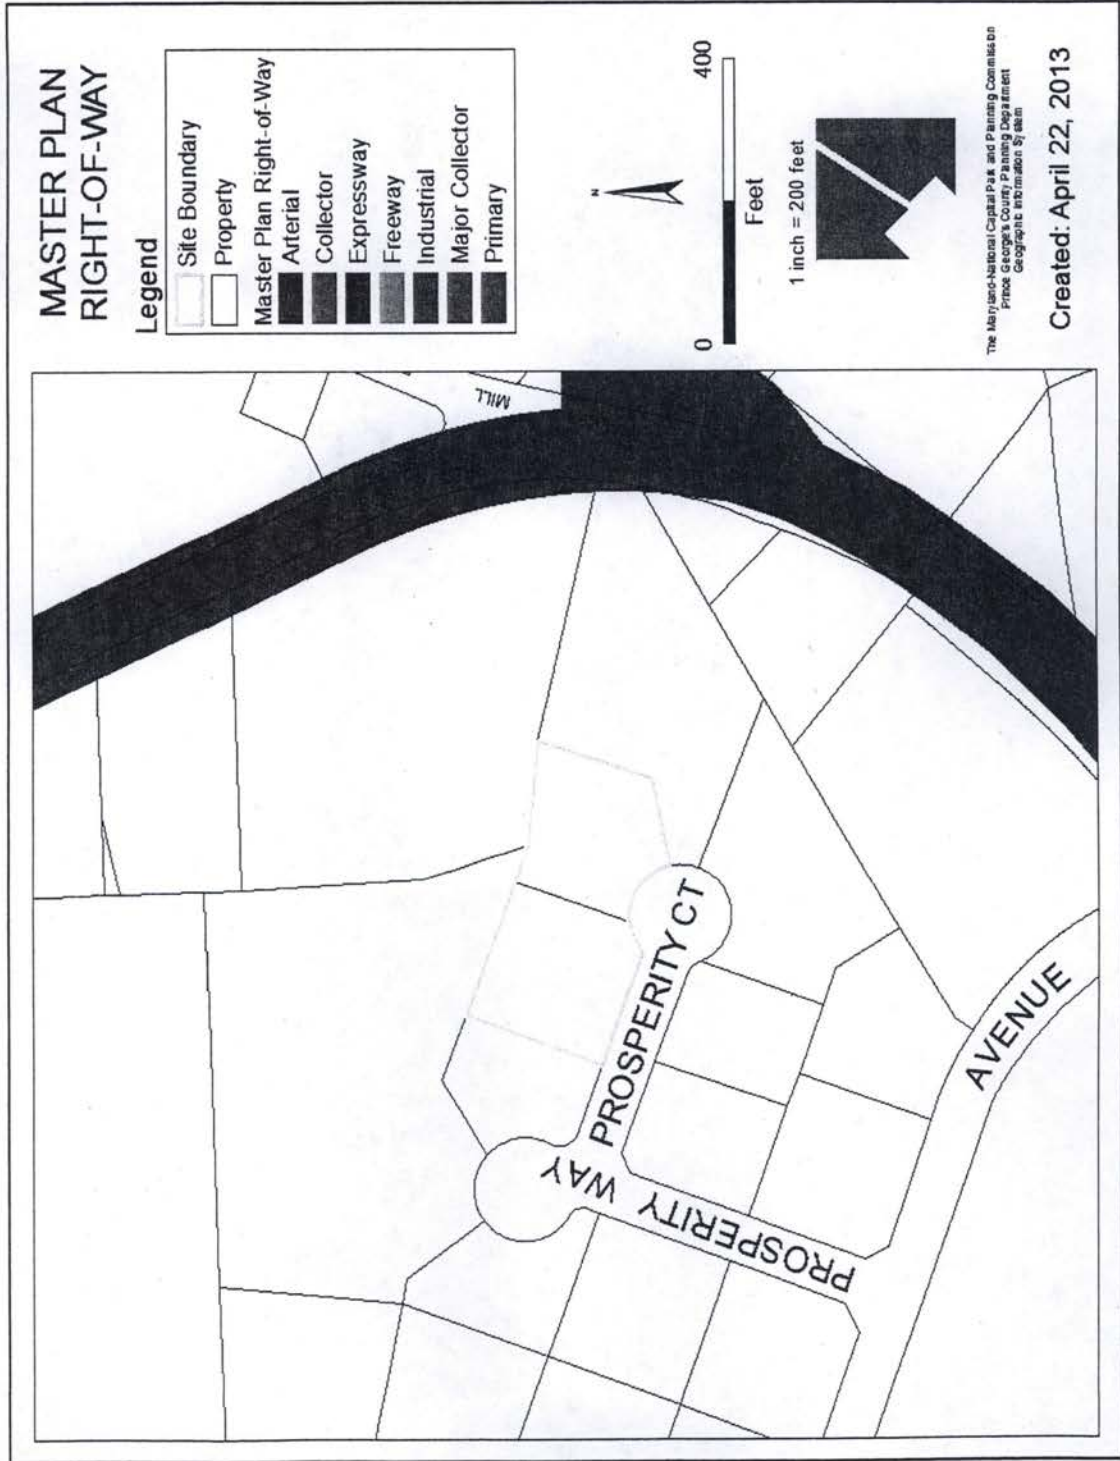 MASTER PLAN
RIGHT-OF-WAY
Legend
Site Boundary
Property
Master Plan Right-of-Way
Arterial
Collector
Expressway
Freeway
Industrial
Major Collector
Primary
N
0 400
Feet
1 inch = 200 feet
The Maryland-National Capital Park and Planning Commission
Prince George's County Planning Department
Geographic Information System
Created: April 22, 2013
MILL
PROSPERITY CT
PROSPERITY WAY
AVENUE